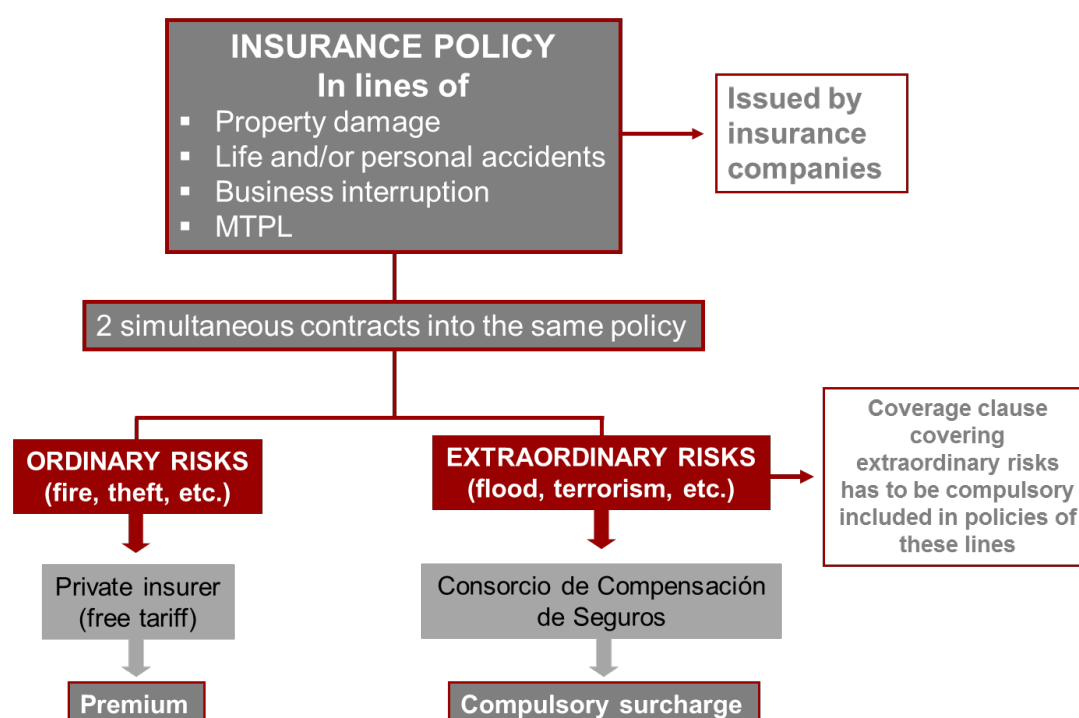 INSURANCE POLICY
In lines of
▪ Property damage
▪ Life and/or personal accidents
▪ Business interruption
▪ MTPL
Issued by
insurance
companies
2 simultaneous contracts into the same policy
ORDINARY RISKS
(fire, theft, etc.)
EXTRAORDINARY RISKS
(flood, terrorism, etc.)
Coverage clause
covering
extraordinary risks
has to be compulsory
included in policies of
these lines
Private insurer
(free tariff)
Consorcio de Compensación
de Seguros
Premium
Compulsory surcharge